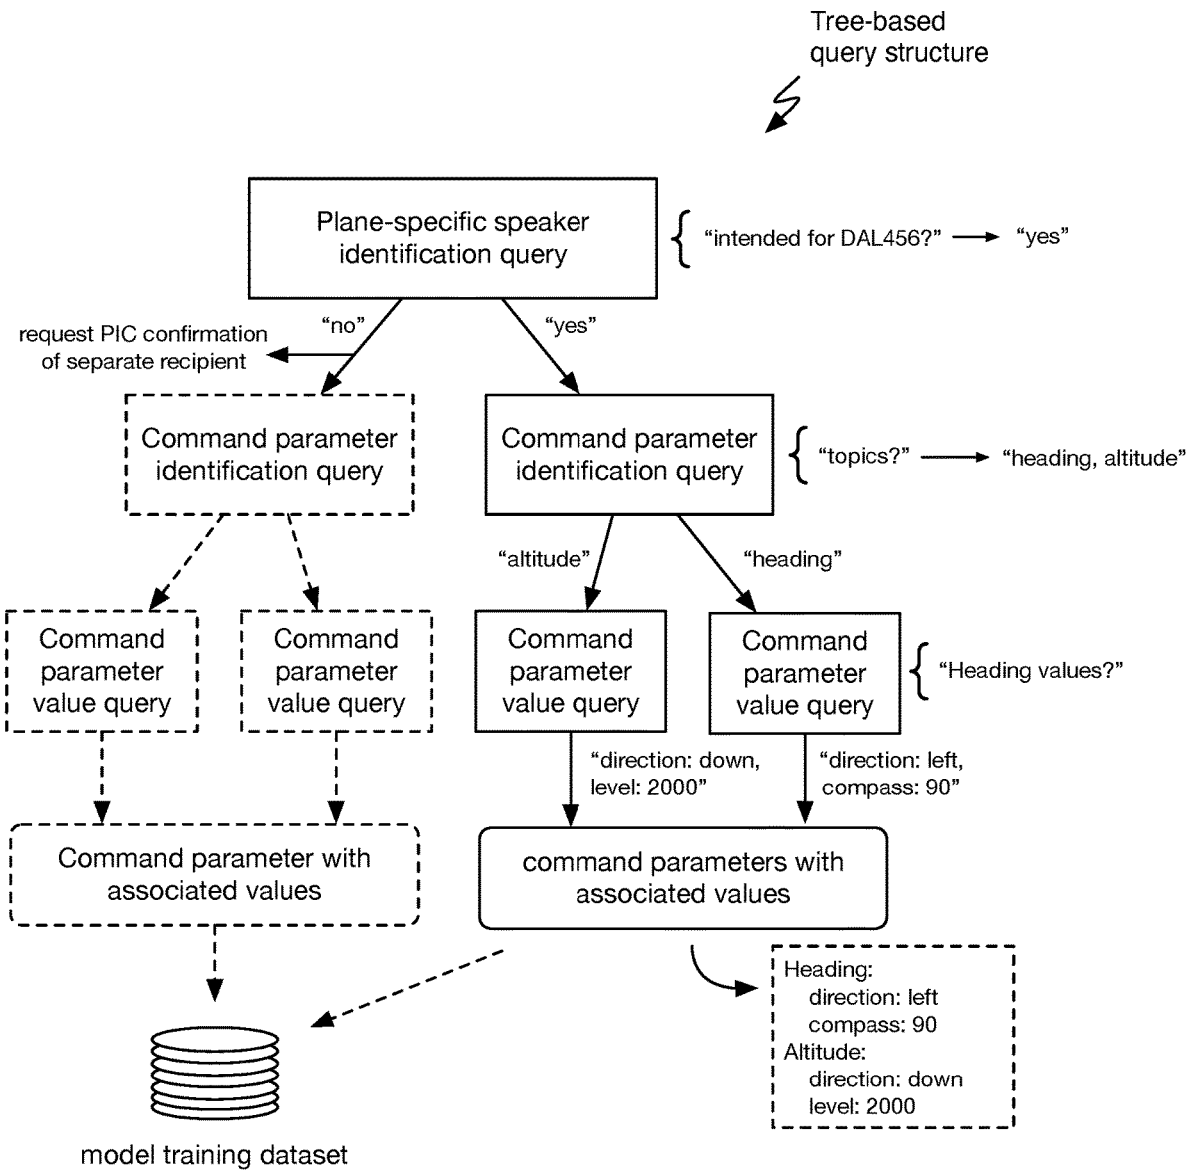 Tree-based
query structure
Plane-specific speaker
identification query
“intended for DAL456?”
“yes”
“no”
“yes”
request PIC confirmation
of separate recipient
Command parameter
identification query
Command parameter
identification query
“topics?”
“heading, altitude”
“altitude”
“heading”
Command
parameter
value query
Command
parameter
value query
Command
parameter
value query
Command
parameter
value query
“Heading values?”
“direction: down,
level: 2000”
“direction: left,
compass: 90”
Command parameter with
associated values
command parameters with
associated values
Heading:
direction: left
compass: 90
Altitude:
direction: down
level: 2000
model training dataset